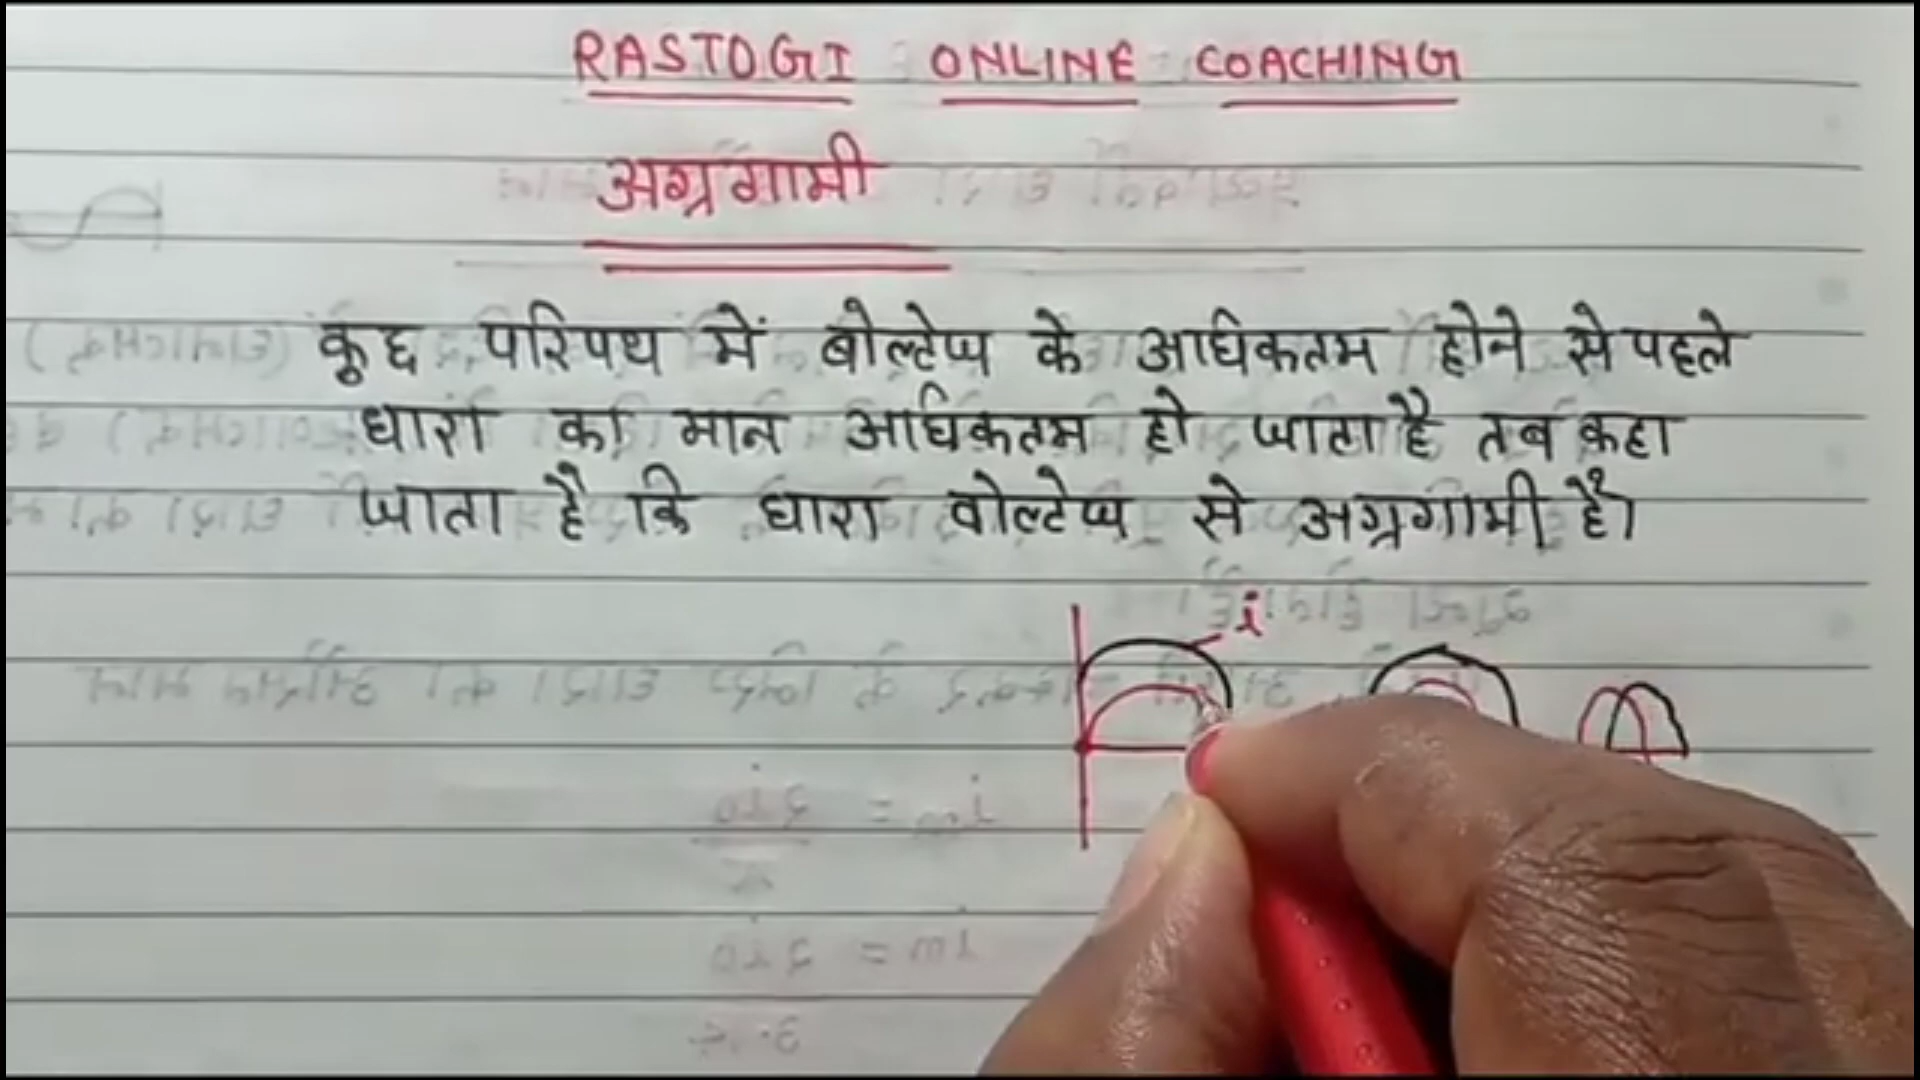 RASTOGI ONLINE COACHING
अग्रगामी
कुछ परिपथ में बोल्टेज के अधिकतम होने से पहले
धारा का मान अधिकतम हो जाता है तब कहा
जाता है कि धारा वोल्टेज से अग्रगामी है।
i